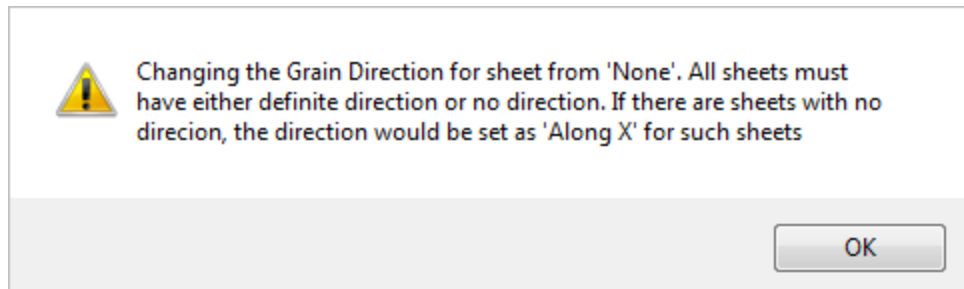 Changing the Grain Direction for sheet from 'None'. All sheets must
have either definite direction or no direction. If there are sheets with no
direcion, the direction would be set as 'Along X' for such sheets
OK